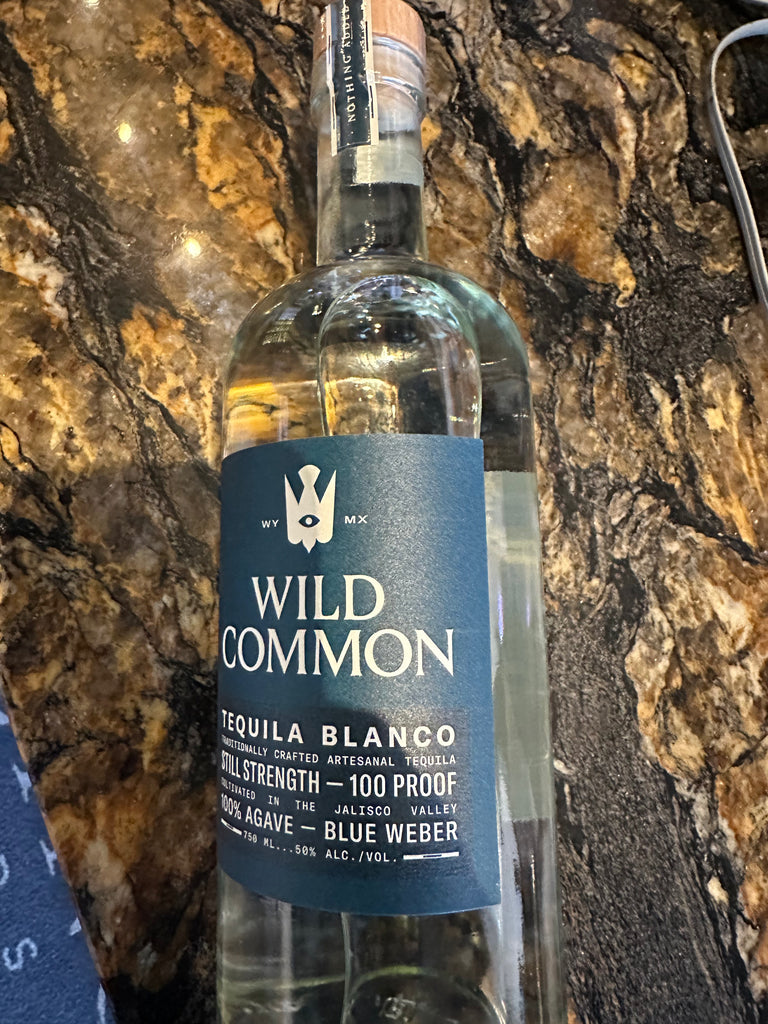 NOTHING ADDED
WY MX
WILD
COMMON
TEQUILA BLANCO
TRADITIONALLY CRAFTED ARTESANAL TEQUILA
STILL STRENGTH — 100 PROOF
CULTIVATED IN THE JALISCO VALLEY
100% AGAVE — BLUE WEBER
750 ML...50% ALC./VOL.